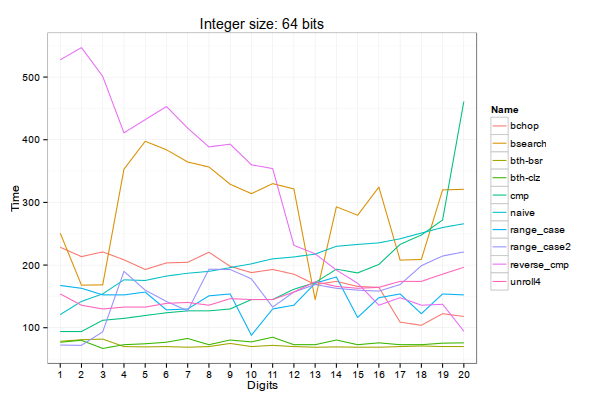 Integer size: 64 bits
Time
500
400
300
200
100
1 2 3 4 5 6 7 8 9 10 11 12 13 14 15 16 17 18 19 20
Digits
Name
bchop
bsearch
bth-bsr
bth-clz
cmp
naive
range_case
range_case2
reverse_cmp
unroll4